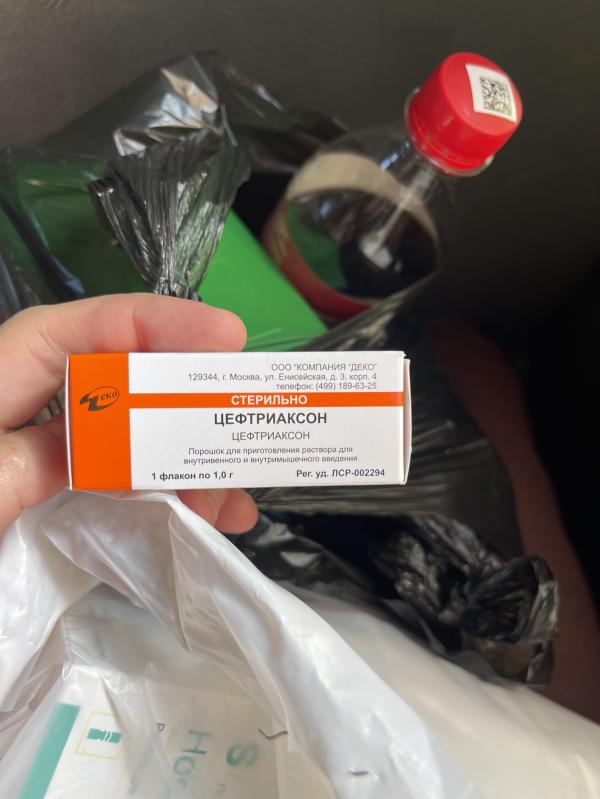 ООО "КОМПАНИЯ "ДЕКО"
129344, г. Москва, ул. Енисейская, д. 3, корп. 4
телефон: (499) 189-63-25
Деко
СТЕРИЛЬНО
ЦЕФТРИАКСОН
ЦЕФТРИАКСОН
Порошок для приготовления раствора для
внутривенного и внутримышечного введения
1 флакон по 1,0 г Рег. уд. ЛСР-002294